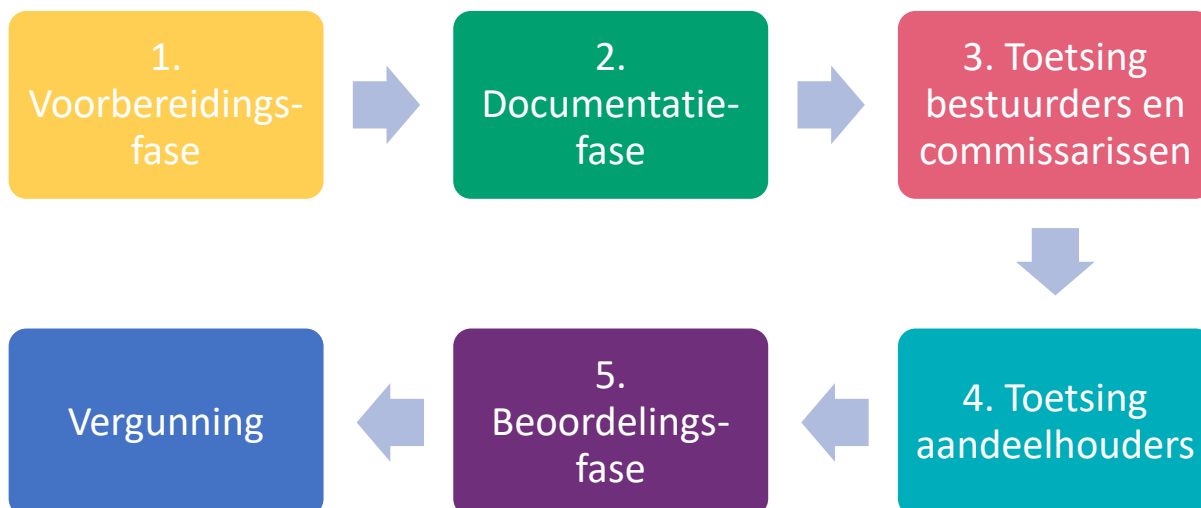 1.
Voorbereidings-
fase
2.
Documentatie-
fase
3. Toetsing
bestuurders en
commissarissen
4. Toetsing
aandeelhouders
5.
Beoordelings-
fase
Vergunning